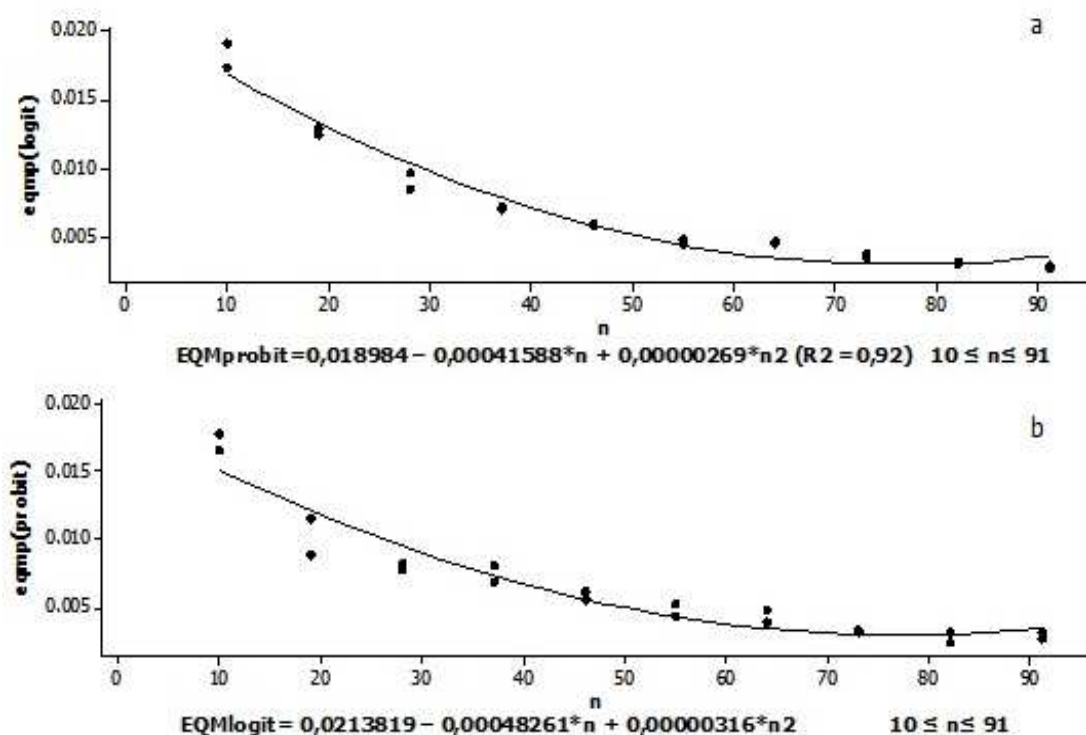 a
0.020
0.015
0.010
0.005
eqmp(logit)
0 10 20 30 40 50 60 70 80 90
n
EQMprobit=0,018984 – 0,00041588*n + 0,00000269*n2 (R2 =0,92) 10 ≤ n≤ 91
b
0.020
0.015
0.010
0.005
eqmp(probit)
0 10 20 30 40 50 60 70 80 90
n
EQMlogit= 0,0213819 – 0,00048261*n + 0,00000316*n2 10 ≤ n≤ 91